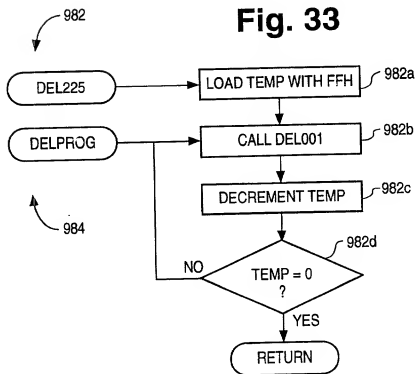 Fig. 33
982
DEL225
LOAD TEMP WITH FFH
982a
DELPROG
CALL DEL001
982b
984
DECREMENT TEMP
982c
982d
NO
TEMP = 0
?
YES
RETURN